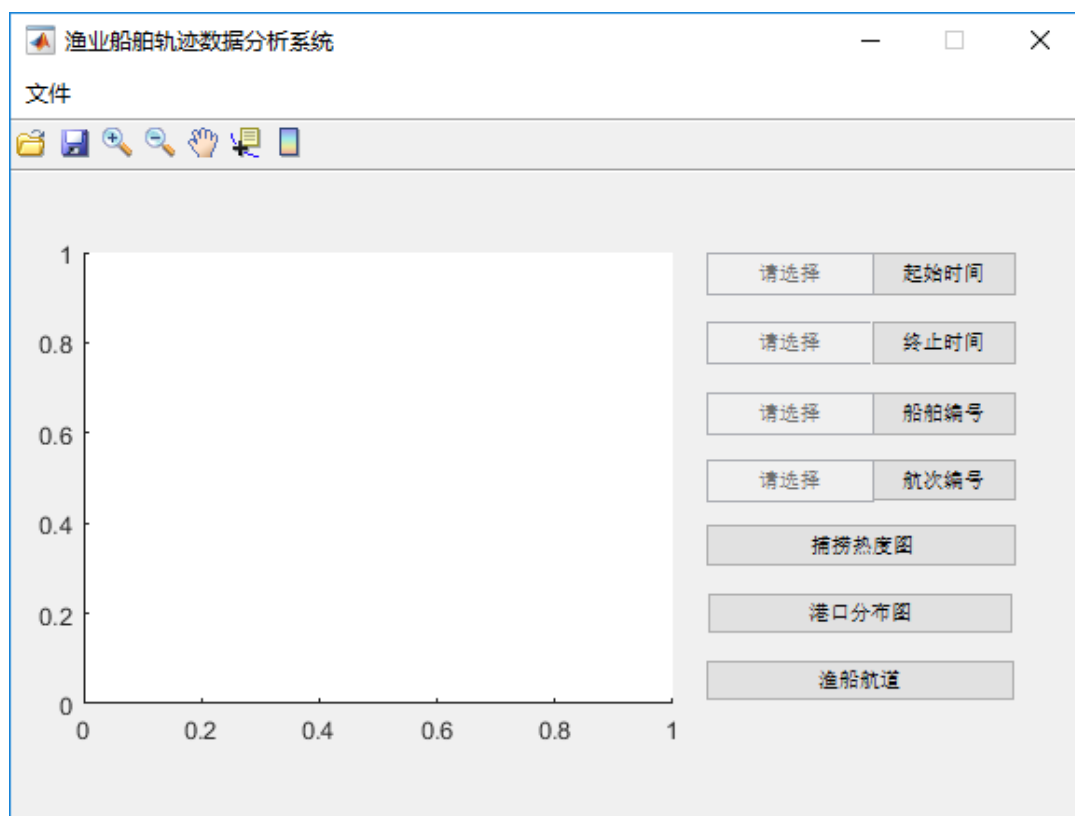 渔业船舶轨迹数据分析系统
文件
1
0.8
0.6
0.4
0.2
0
0 0.2 0.4 0.6 0.8 1
请选择 起始时间
请选择 终止时间
请选择 船舶编号
请选择 航次编号
捕捞热度图
港口分布图
渔船航道